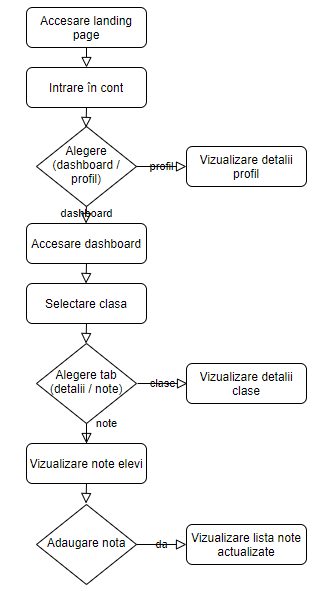 Accesare landing
page
Intrare în cont
Alegere
(dashboard /
profil)
profil
Vizualizare detalii
profil
dashboard
Accesare dashboard
Selectare clasa
Alegere tab
(detalii / note)
clase
Vizualizare detalii
clase
note
Vizualizare note elevi
Adaugare nota
da
Vizualizare lista note
actualizate